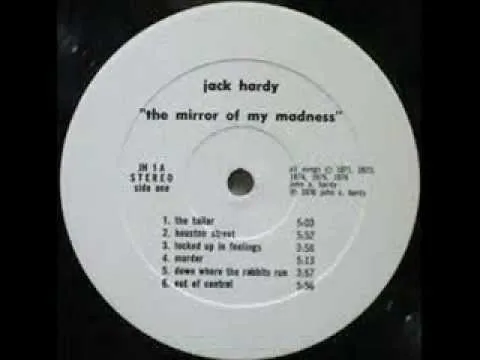 jack hardy
"the mirror of my madness"
JH 1A
STEREO
side one
all songs © 1971, 1973,
1974, 1975, 1976
john s. hardy
℗ 1976 john s. hardy
1. the tailor 5:03
2. houston street 5:52
3. locked up in feelings 3:58
4. murder 5:13
5. down where the rabbits run 3:57
6. out of control 5:56